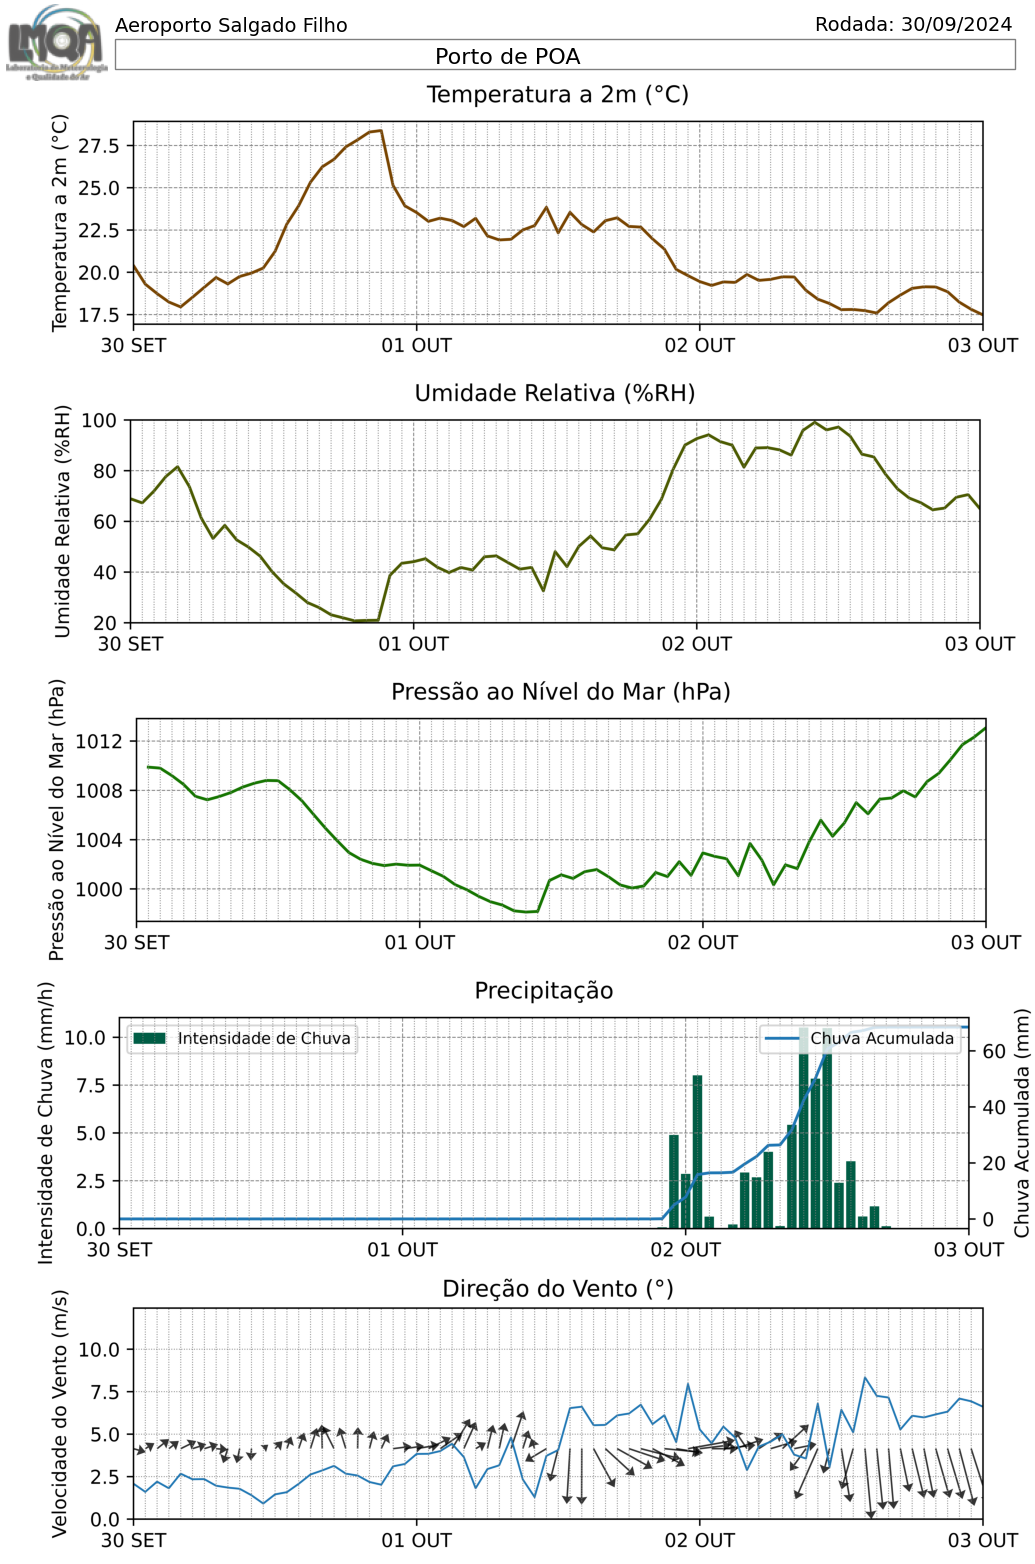 LMQA
Laboratório de Meteorologia
e Qualidade do Ar
Aeroporto Salgado Filho
Rodada: 30/09/2024
Porto de POA
Temperatura a 2m (°C)
Temperatura a 2m (°C)
27.5
25.0
22.5
20.0
17.5
30 SET 01 OUT 02 OUT 03 OUT
Umidade Relativa (%RH)
Umidade Relativa (%RH)
100
80
60
40
20
30 SET 01 OUT 02 OUT 03 OUT
Pressão ao Nível do Mar (hPa)
Pressão ao Nível do Mar (hPa)
1012
1008
1004
1000
30 SET 01 OUT 02 OUT 03 OUT
Precipitação
Intensidade de Chuva (mm/h)
10.0
7.5
5.0
2.5
0.0
Intensidade de Chuva
Chuva Acumulada
60
40
20
0
Chuva Acumulada (mm)
30 SET 01 OUT 02 OUT 03 OUT
Direção do Vento (°)
Velocidade do Vento (m/s)
10.0
7.5
5.0
2.5
0.0
30 SET 01 OUT 02 OUT 03 OUT